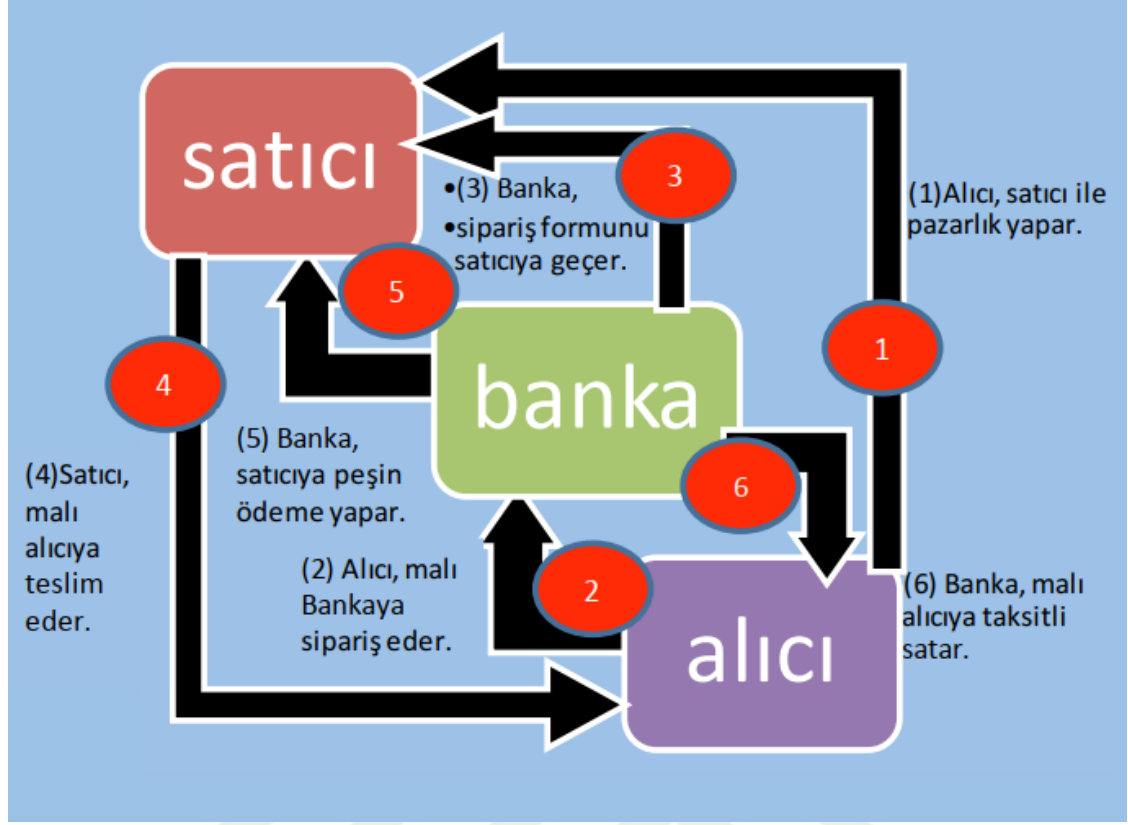 satıcı
3
•(3) Banka,
•sipariş formunu
satıcıya geçer.
(1)Alıcı, satıcı ile
pazarlık yapar.
5
1
4
banka
(5) Banka,
satıcıya peşin
ödeme yapar.
6
(4)Satıcı,
malı
alıcıya
teslim
eder.
(2) Alıcı, malı
Bankaya
sipariş eder.
2
(6) Banka, malı
alıcıya taksitli
satar.
alıcı